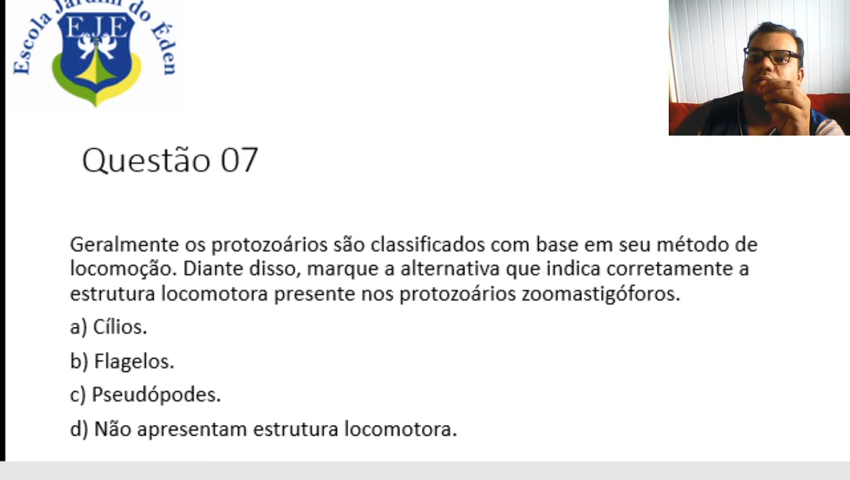 Escola Jardim do Éden
EJE
Questão 07
Geralmente os protozoários são classificados com base em seu método de
locomoção. Diante disso, marque a alternativa que indica corretamente a
estrutura locomotora presente nos protozoários zoomastigóforos.
a) Cílios.
b) Flagelos.
c) Pseudópodes.
d) Não apresentam estrutura locomotora.